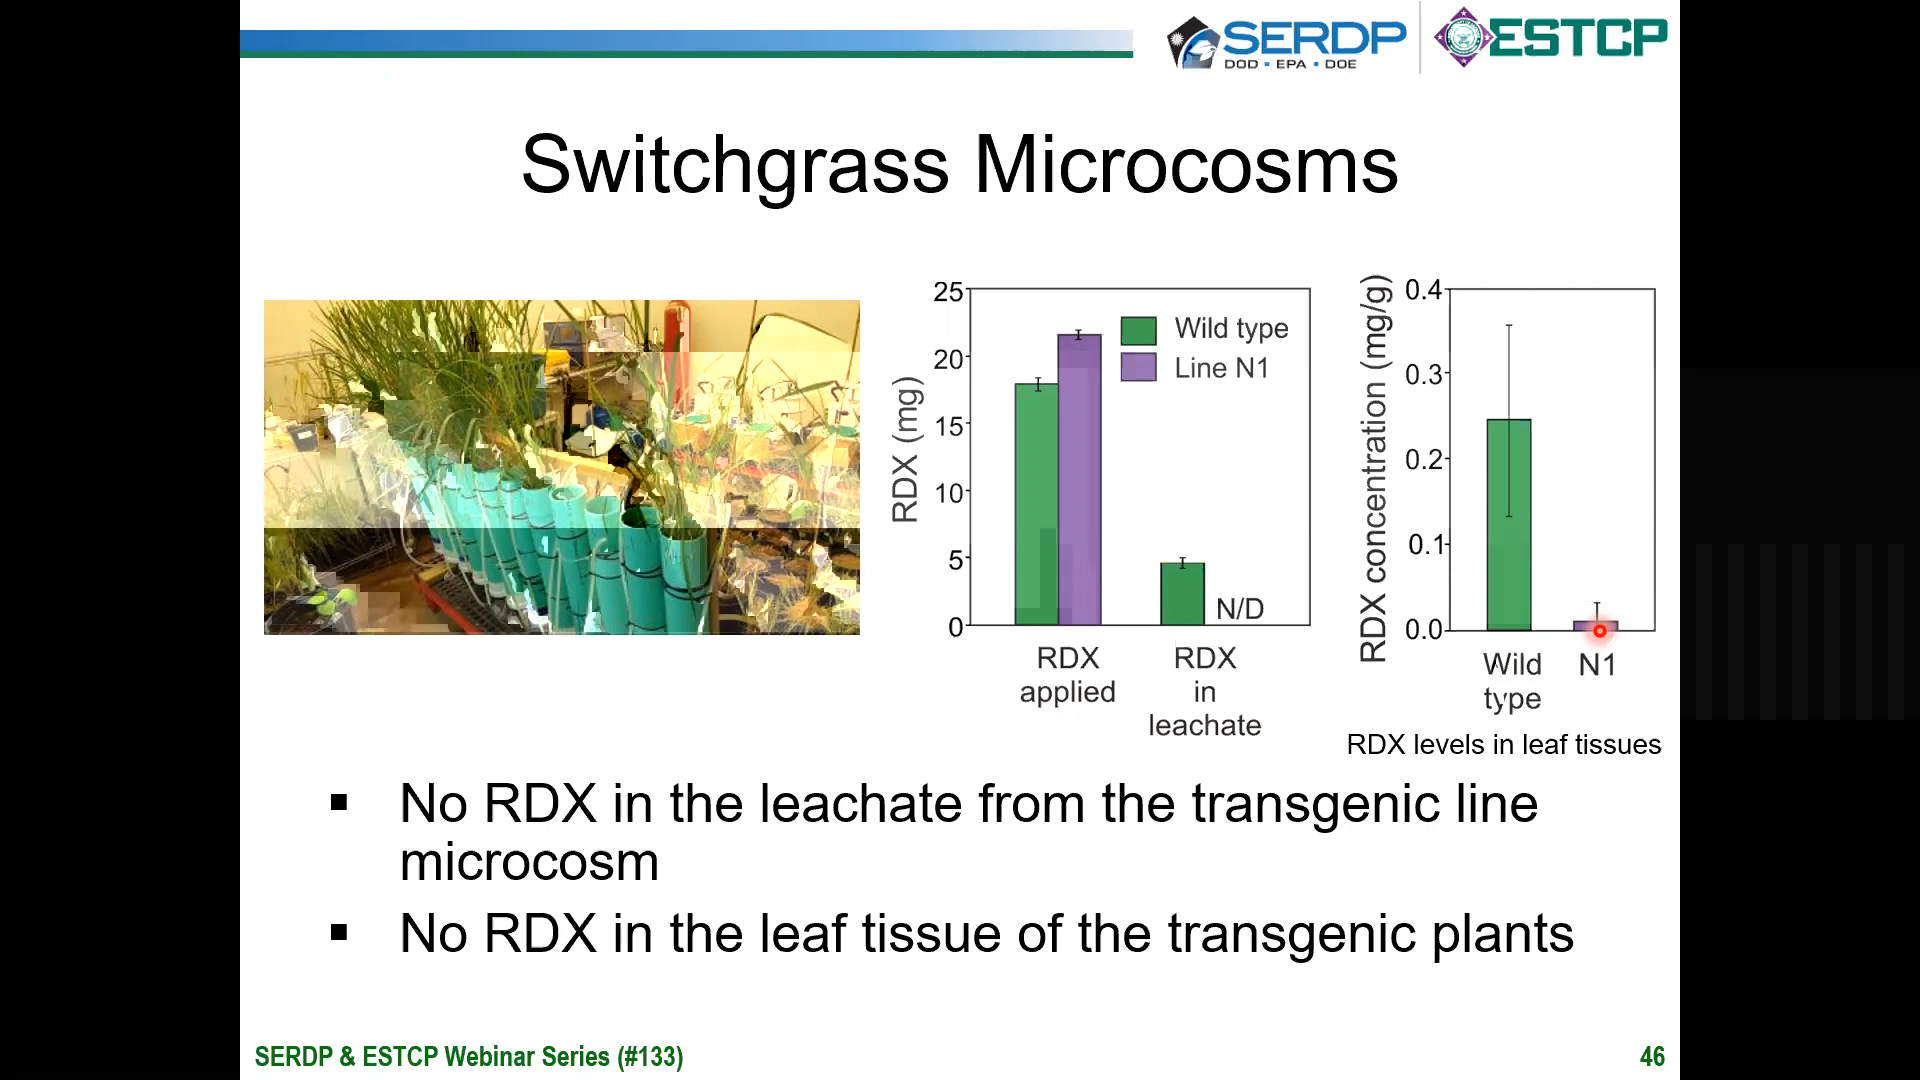 SERDP
DOD ▪ EPA ▪ DOE
ESTCP
Switchgrass Microcosms
RDX (mg)
25
20
15
10
5
0
Wild type
Line N1
N/D
RDX applied
RDX in leachate
RDX concentration (mg/g)
0.4
0.3
0.2
0.1
0.0
Wild type
N1
RDX levels in leaf tissues
▪ No RDX in the leachate from the transgenic line
microcosm
▪ No RDX in the leaf tissue of the transgenic plants
SERDP & ESTCP Webinar Series (#133)
46